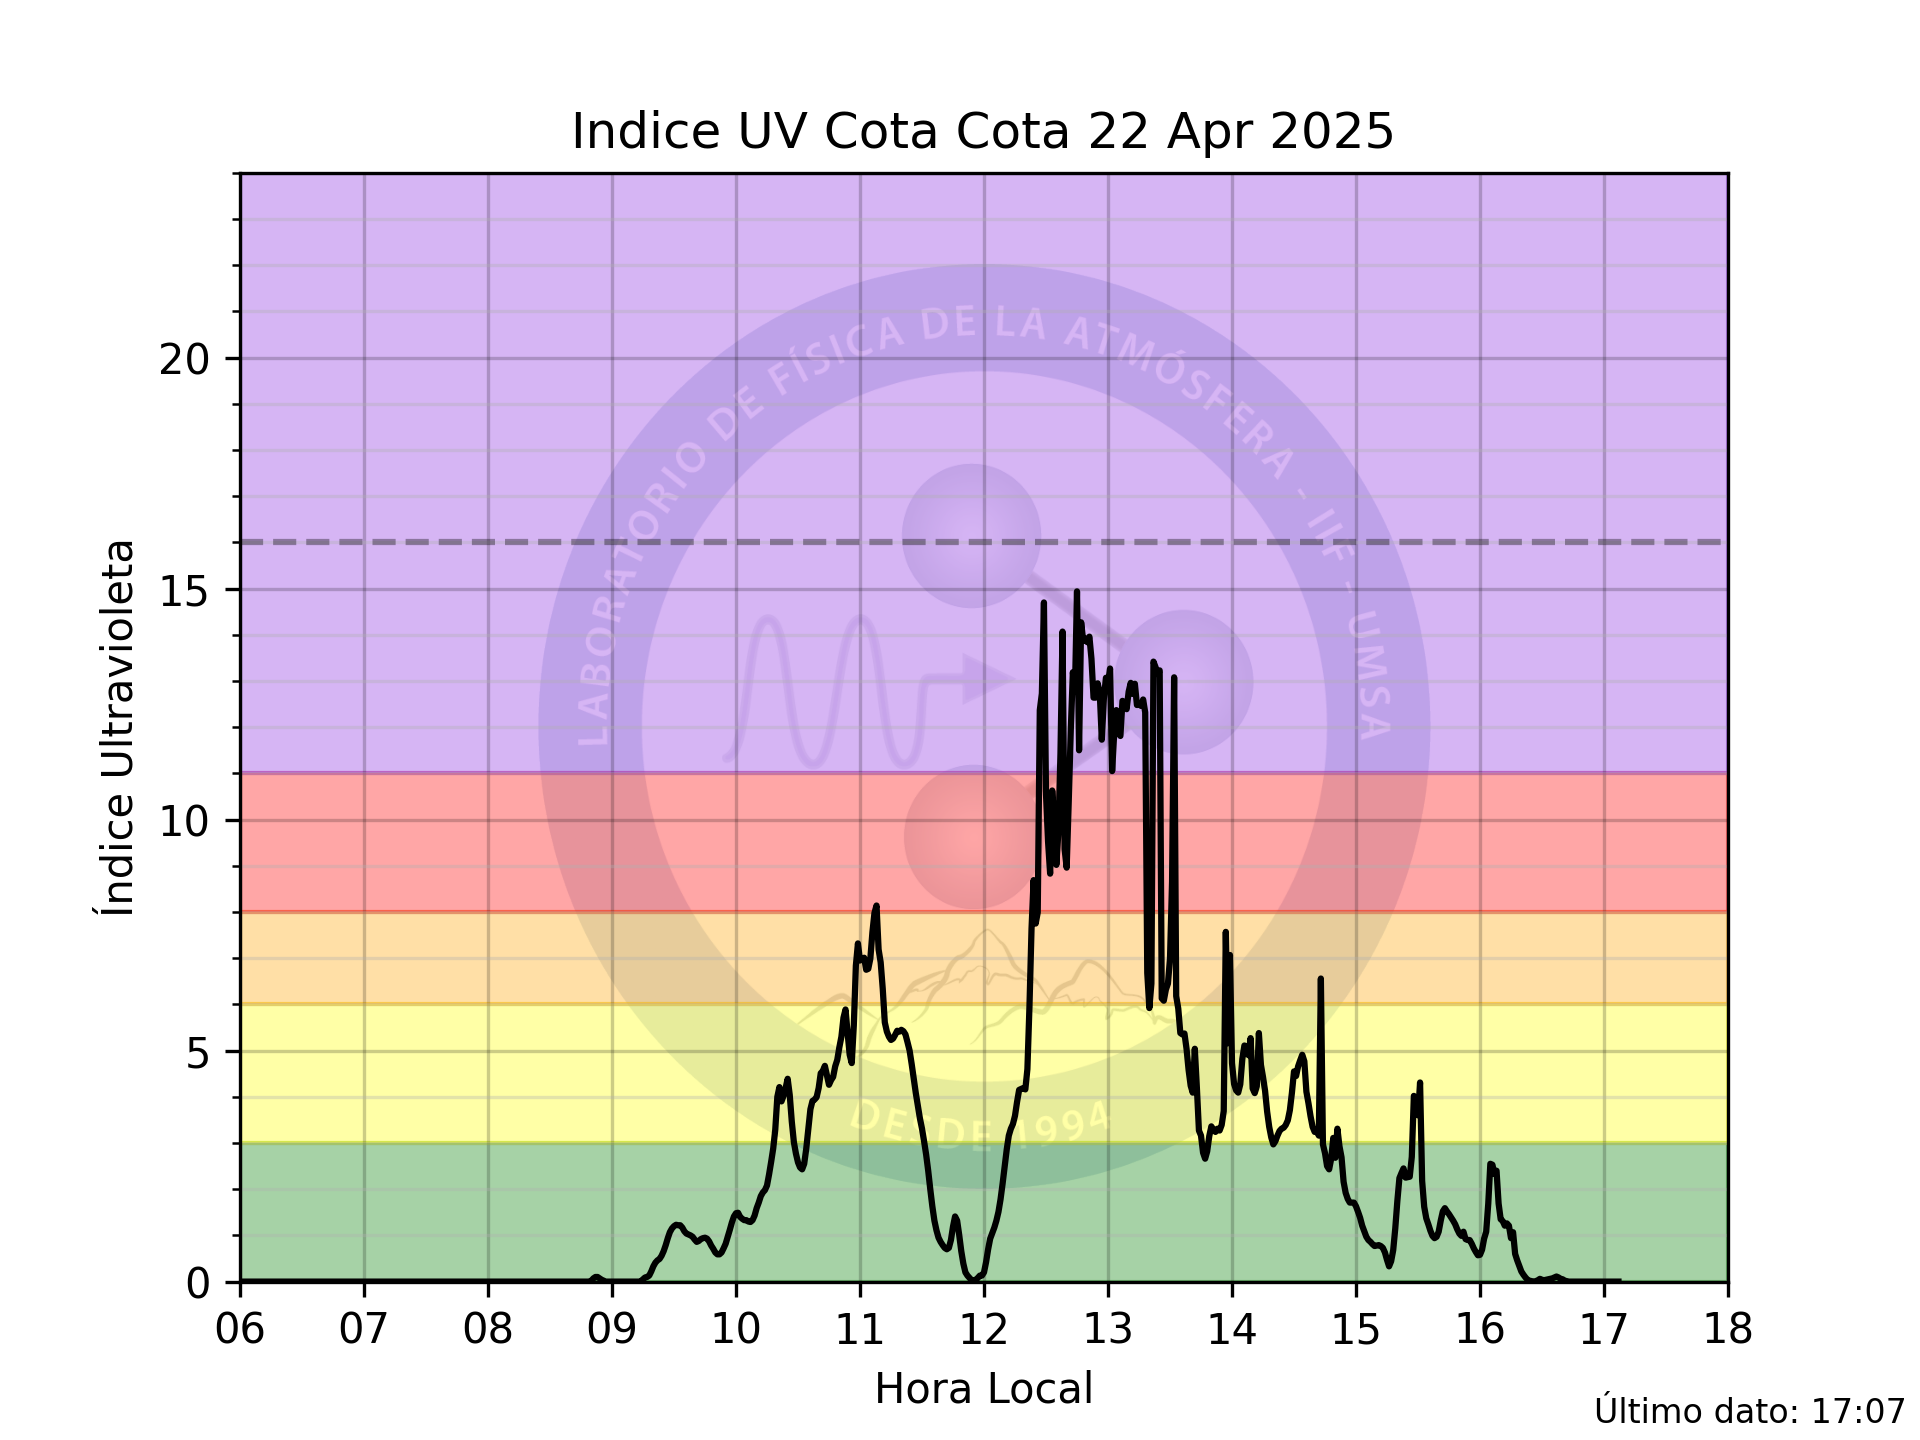 Indice UV Cota Cota 22 Apr 2025
LABORATORIO DE FÍSICA DE LA ATMÓSFERA - IIF - UMSA
DESDE 1994
Índice Ultravioleta
20
15
10
5
0
06 07 08 09 10 11 12 13 14 15 16 17 18
Hora Local
Último dato: 17:07